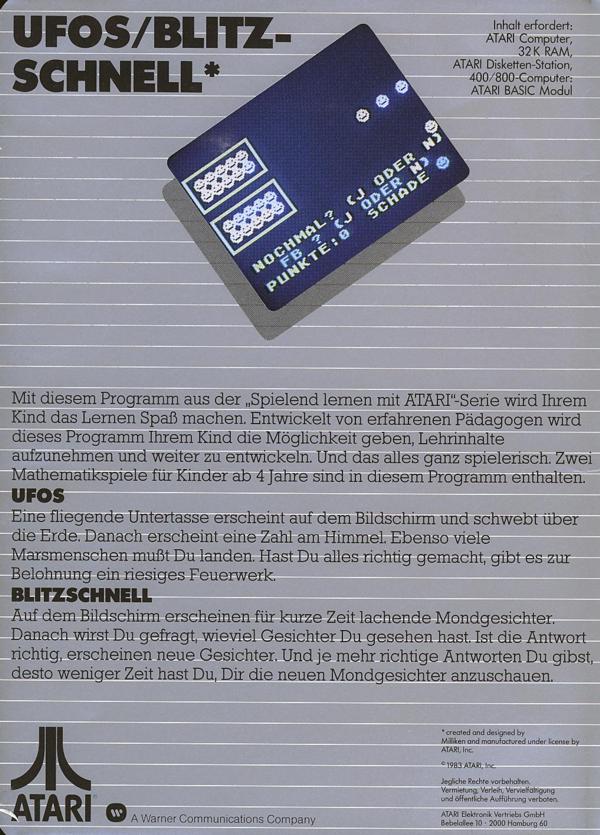 UFOS/BLITZ-
SCHNELL*
Inhalt erfordert:
ATARI Computer,
32 K RAM,
ATARI Disketten-Station,
400/800-Computer:
ATARI BASIC Modul
NOCHMAL? (J ODER N)
FB ? (J ODER N)
PUNKTE:0 SCHADE
Mit diesem Programm aus der „Spielend lernen mit ATARI“-Serie wird Ihrem
Kind das Lernen Spaß machen. Entwickelt von erfahrenen Pädagogen wird
dieses Programm Ihrem Kind die Möglichkeit geben, Lehrinhalte
aufzunehmen und weiter zu entwickeln. Und das alles ganz spielerisch. Zwei
Mathematikspiele für Kinder ab 4 Jahre sind in diesem Programm enthalten.
UFOS
Eine fliegende Untertasse erscheint auf dem Bildschirm und schwebt über
die Erde. Danach erscheint eine Zahl am Himmel. Ebenso viele
Marsmenschen mußt Du landen. Hast Du alles richtig gemacht, gibt es zur
Belohnung ein riesiges Feuerwerk.
BLITZSCHNELL
Auf dem Bildschirm erscheinen für kurze Zeit lachende Mondgesichter.
Danach wirst Du gefragt, wieviel Gesichter Du gesehen hast. Ist die Antwort
richtig, erscheinen neue Gesichter. Und je mehr richtige Antworten Du gibst,
desto weniger Zeit hast Du, Dir die neuen Mondgesichter anzuschauen.
* created and designed by
Milliken and manufactured under license by
ATARI, Inc.
© 1983 ATARI, Inc.
Jegliche Rechte vorbehalten.
Vermietung, Verleih, Vervielfältigung
und öffentliche Aufführung verboten.
ATARI Elektronik Vertriebs GmbH
Bebelallee 10 · 2000 Hamburg 60
ATARI®
A Warner Communications Company